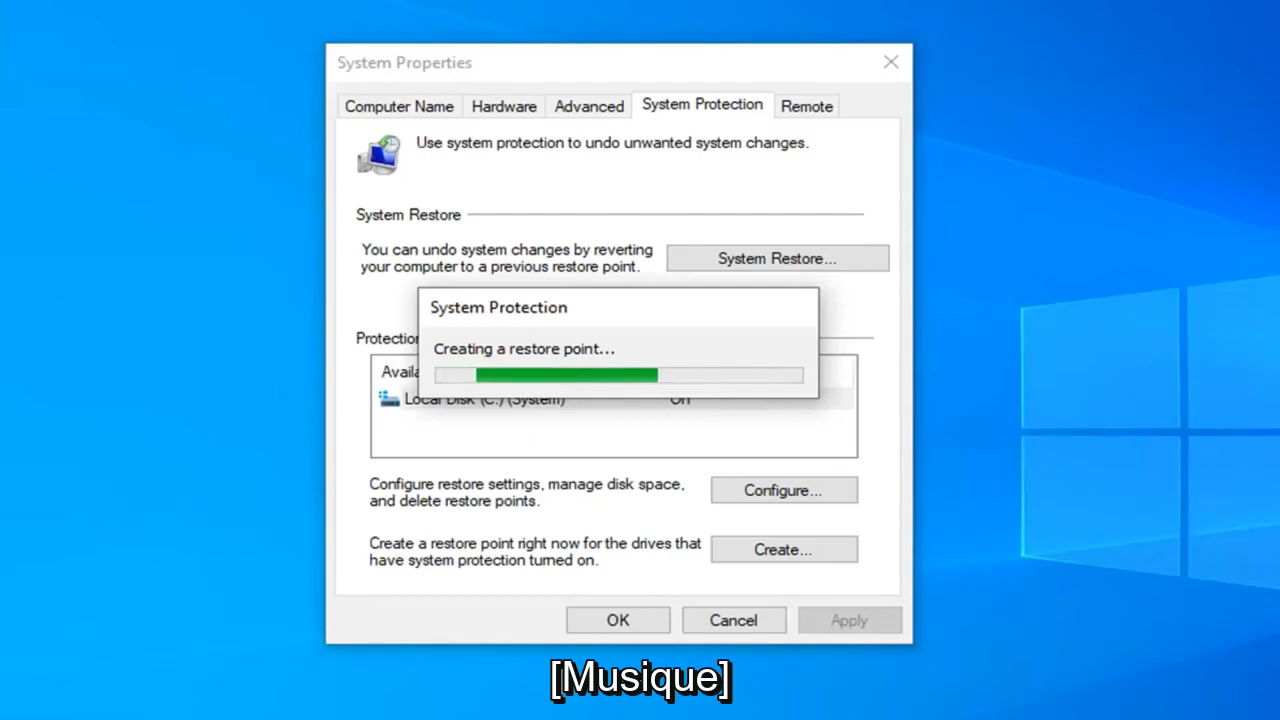 System Properties
Computer Name
Hardware
Advanced
System Protection
Remote
Use system protection to undo unwanted system changes.
System Restore
You can undo system changes by reverting
your computer to a previous restore point.
System Restore...
System Protection
Creating a restore point...
Protection
Availa
Local Disk (C:) (System)
On
Configure restore settings, manage disk space,
and delete restore points.
Configure...
Create a restore point right now for the drives that
have system protection turned on.
Create...
OK
Cancel
Apply
[Musique]